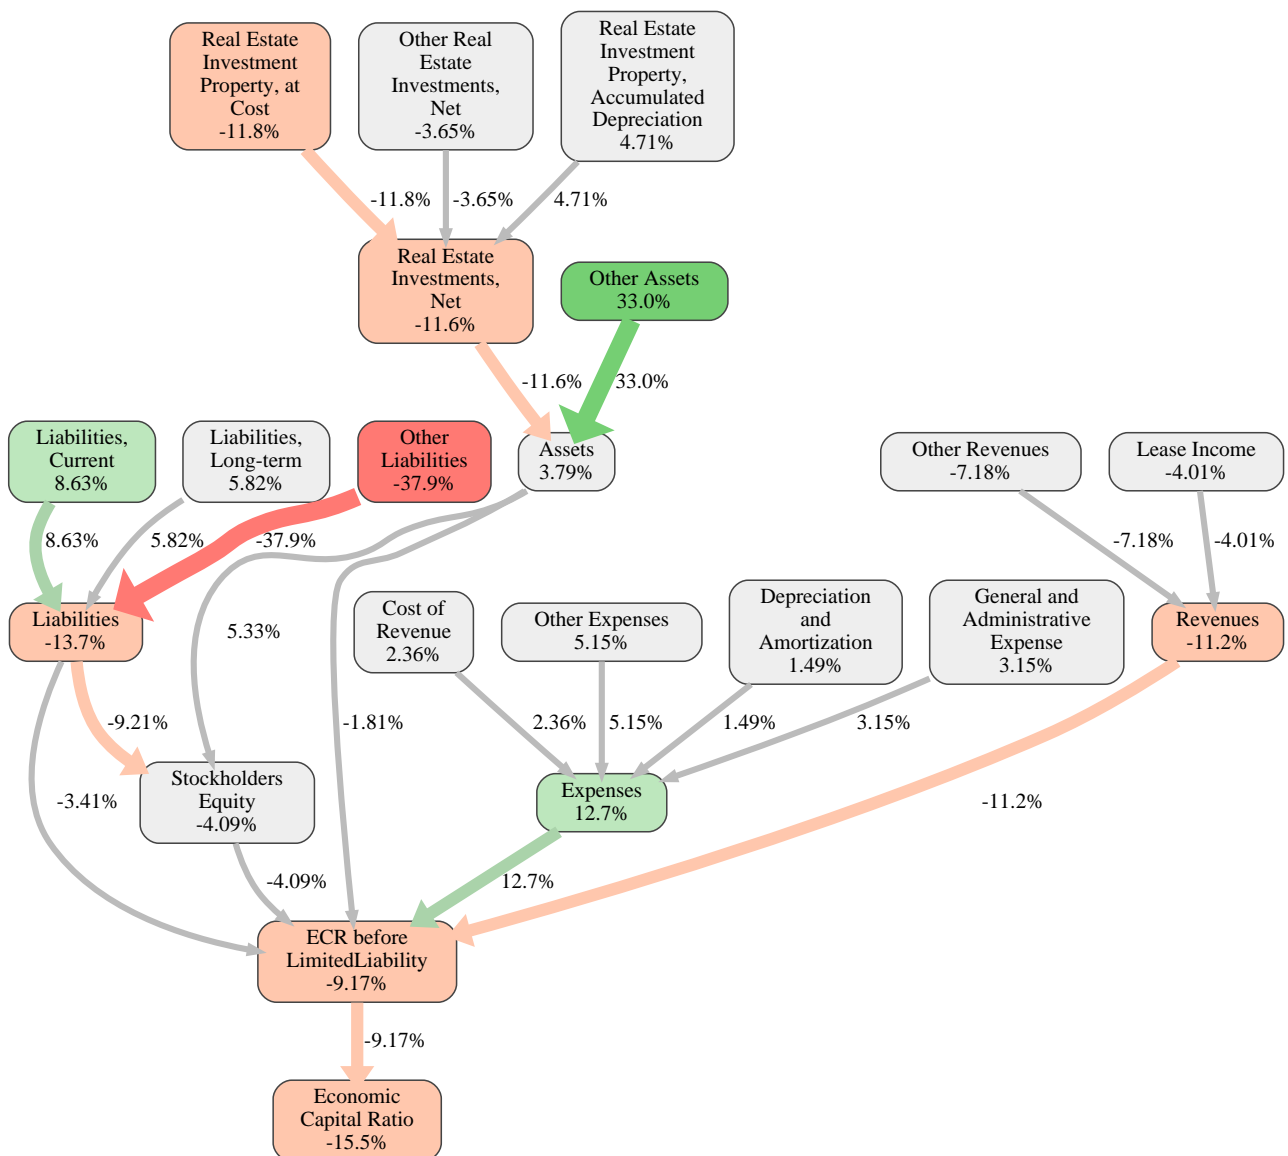 Real Estate
Investment
Property, at
Cost
-11.8%
Other Real
Estate
Investments,
Net
-3.65%
Real Estate
Investment
Property,
Accumulated
Depreciation
4.71%
-11.8%
-3.65%
4.71%
Real Estate
Investments,
Net
-11.6%
Other Assets
33.0%
-11.6%
33.0%
Liabilities,
Current
8.63%
Liabilities,
Long-term
5.82%
Other
Liabilities
-37.9%
Assets
3.79%
Other Revenues
-7.18%
Lease Income
-4.01%
8.63%
5.82%
-37.9%
-7.18%
-4.01%
Liabilities
-13.7%
5.33%
Cost of
Revenue
2.36%
Other Expenses
5.15%
Depreciation
and
Amortization
1.49%
General and
Administrative
Expense
3.15%
Revenues
-11.2%
-9.21%
-1.81%
2.36%
5.15%
1.49%
3.15%
-3.41%
Stockholders
Equity
-4.09%
Expenses
12.7%
-11.2%
-4.09%
12.7%
ECR before
LimitedLiability
-9.17%
-9.17%
Economic
Capital Ratio
-15.5%